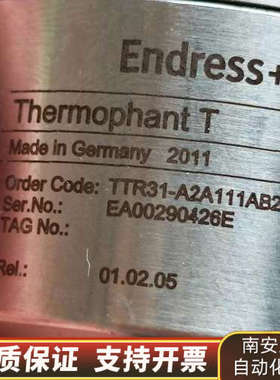 Endress+
Thermophant T
Made in Germany 2011
Order Code: TTR31-A2A111AB2
Ser.No.: EA00290426E
TAG No.:
Rel.: 01.02.05
质保证 支持开票
南安
自动化